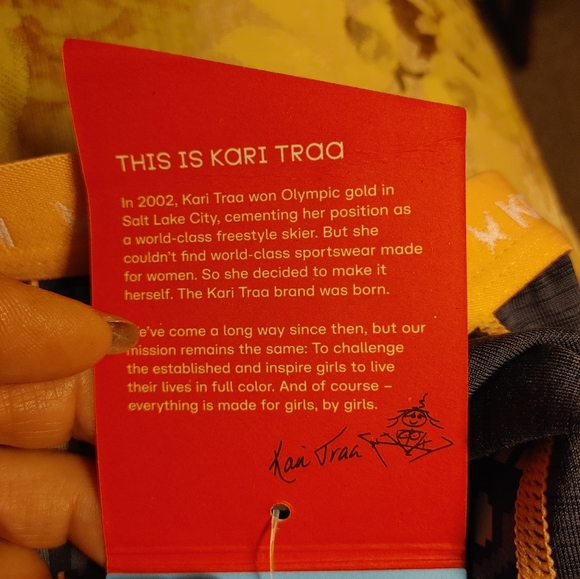 THIS IS KARI TRAA
In 2002, Kari Traa won Olympic gold in
Salt Lake City, cementing her position as
a world-class freestyle skier. But she
couldn't find world-class sportswear made
for women. So she decided to make it
herself. The Kari Traa brand was born.
We've come a long way since then, but our
mission remains the same: To challenge
the established and inspire girls to live
their lives in full color. And of course –
everything is made for girls, by girls.
Kari Traa